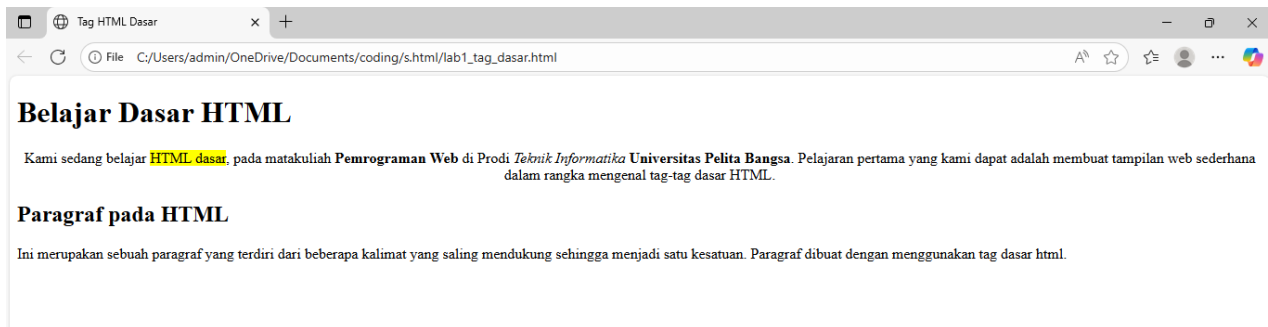 Tag HTML Dasar
File C:/Users/admin/OneDrive/Documents/coding/s.html/lab1_tag_dasar.html
Belajar Dasar HTML
Kami sedang belajar HTML dasar, pada matakuliah Pemrograman Web di Prodi Teknik Informatika Universitas Pelita Bangsa. Pelajaran pertama yang kami dapat adalah membuat tampilan web sederhana
dalam rangka mengenal tag-tag dasar HTML.
Paragraf pada HTML
Ini merupakan sebuah paragraf yang terdiri dari beberapa kalimat yang saling mendukung sehingga menjadi satu kesatuan. Paragraf dibuat dengan menggunakan tag dasar html.